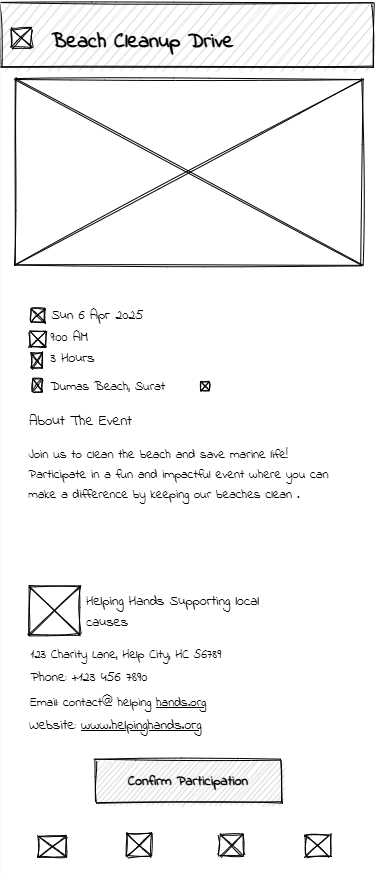 Beach Cleanup Drive
Sun 6 Apr 2025
9:00 AM
3 Hours
Dumas Beach, Surat
About The Event
Join us to clean the beach and save marine life!
Participate in a fun and impactful event where you can
make a difference by keeping our beaches clean .
Helping Hands Supporting local
causes
123 Charity Lane, Help City, HC 56789
Phone: +123 456 7890
Email: contact@ helping hands.org
Website: www.helpinghands.org
Confirm Participation